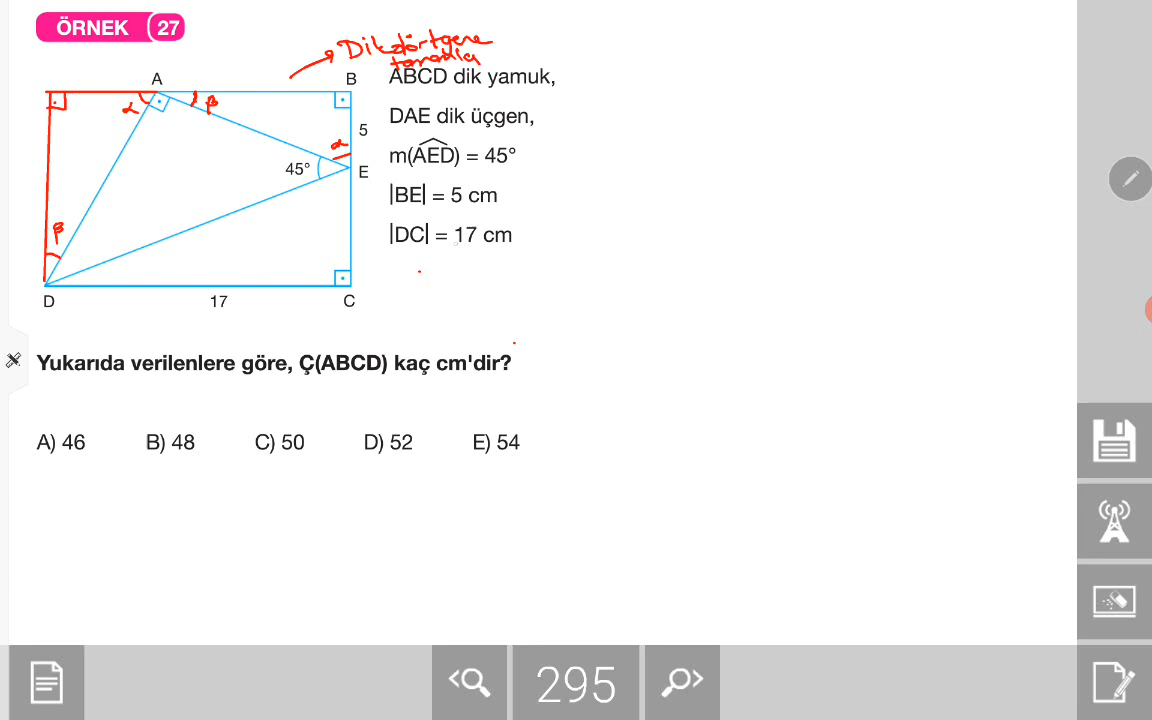 ÖRNEK 27
Dikdörtgene
tamamla
A
B
ABCD dik yamuk,
α
β
DAE dik üçgen,
5
α
m(AED) = 45°
45°
E
|BE| = 5 cm
β
|DC| = 17 cm
D
17
C
Yukarıda verilenlere göre, Ç(ABCD) kaç cm'dir?
A) 46 B) 48 C) 50 D) 52 E) 54
295